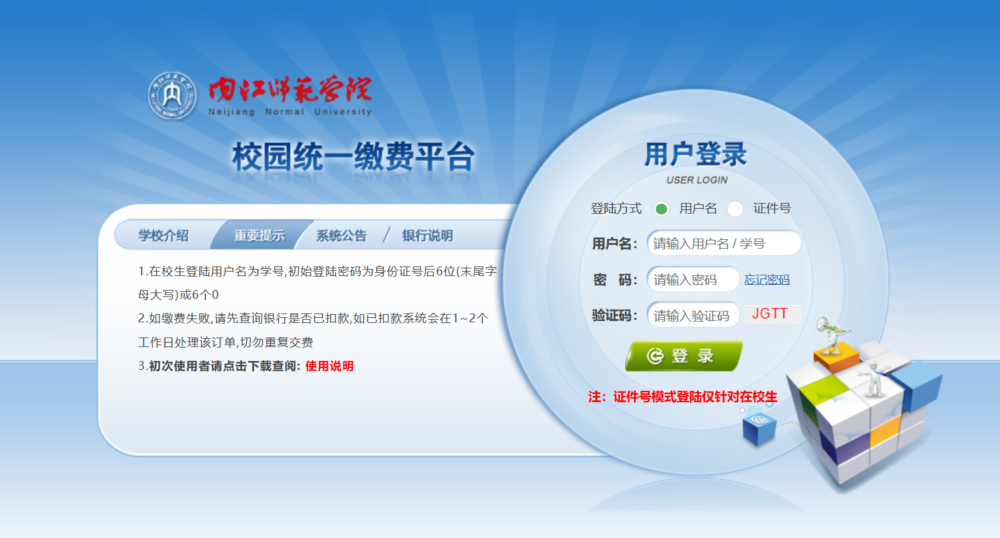 内江师范学院
Neijiang Normal University
校园统一缴费平台
学校介绍 重要提示 系统公告 / 银行说明
1.在校生登陆用户名为学号,初始登陆密码为身份证号后6位(末尾字
母大写)或6个0
2.如缴费失败,请先查询银行是否已扣款,如已扣款系统会在1~2个
工作日处理该订单,切勿重复交费
3.初次使用者请点击下载查阅: 使用说明
用户登录
USER LOGIN
登陆方式 用户名 证件号
用户名： 请输入用户名 / 学号
密 码： 请输入密码 忘记密码
验证码： 请输入验证码 JGTT
登 录
注：证件号模式登陆仅针对在校生
@